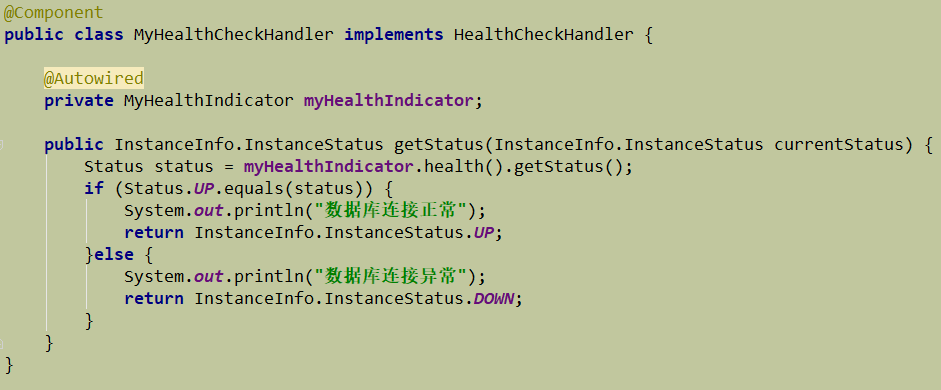 @Component
public class MyHealthCheckHandler implements HealthCheckHandler {
@Autowired
private MyHealthIndicator myHealthIndicator;
public InstanceInfo.InstanceStatus getStatus(InstanceInfo.InstanceStatus currentStatus) {
Status status = myHealthIndicator.health().getStatus();
if (Status.UP.equals(status)) {
System.out.println("数据库连接正常");
return InstanceInfo.InstanceStatus.UP;
}else {
System.out.println("数据库连接异常");
return InstanceInfo.InstanceStatus.DOWN;
}
}
}